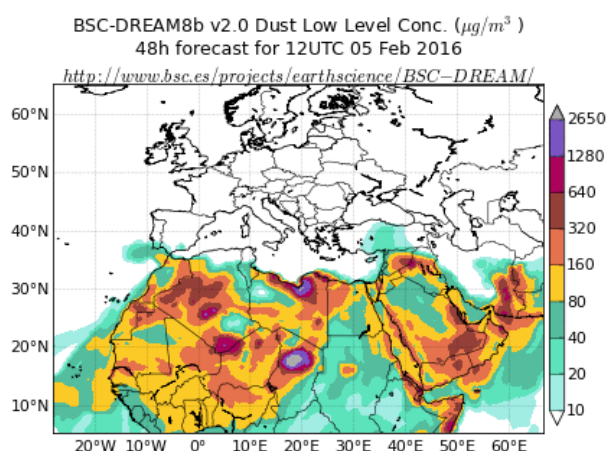 BSC-DREAM8b v2.0 Dust Low Level Conc. (μg/m³ )
48h forecast for 12UTC 05 Feb 2016
http://www.bsc.es/projects/earthscience/BSC−DREAM/
60°N
50°N
40°N
30°N
20°N
10°N
20°W
10°W
0°
10°E
20°E
30°E
40°E
50°E
60°E
2650
1280
640
320
160
80
40
20
10